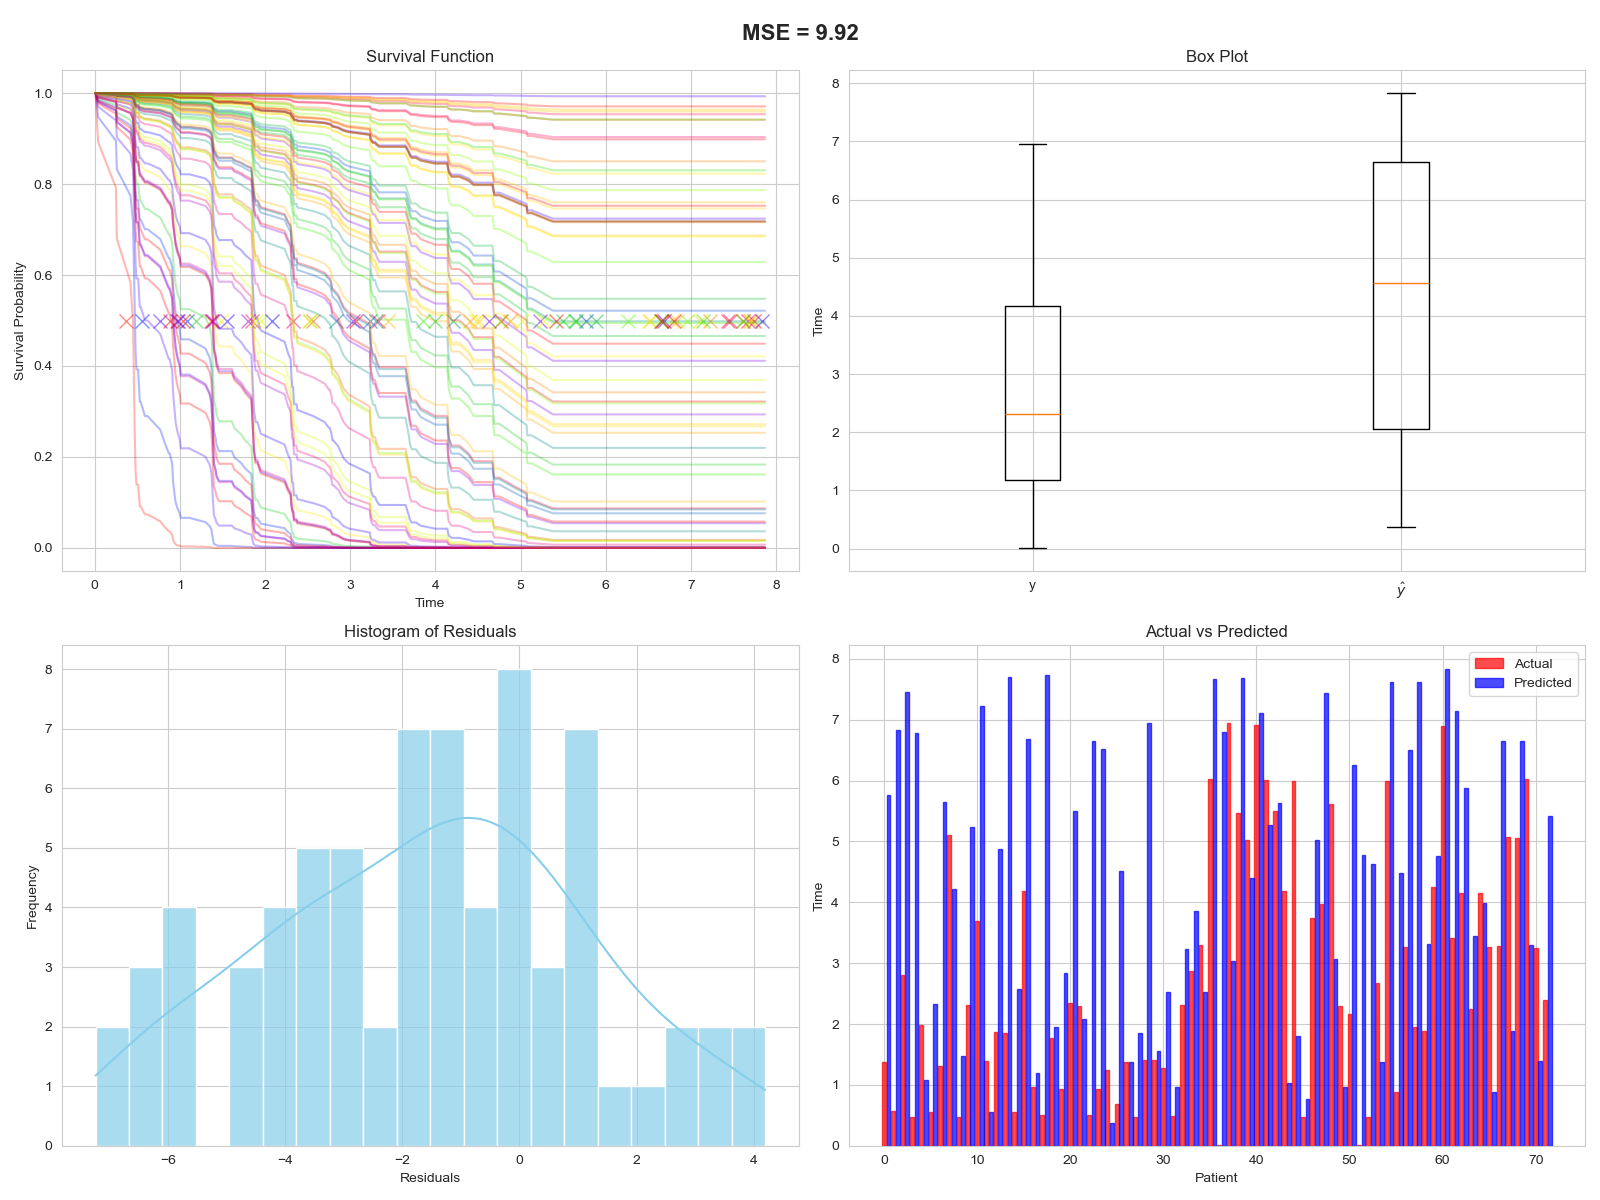 MSE = 9.92
Survival Function
Survival Probability
1.0
0.8
0.6
0.4
0.2
0.0
0 1 2 3 4 5 6 7 8
Time
Box Plot
Time
8
7
6
5
4
3
2
1
0
y ŷ
Histogram of Residuals
Frequency
8
7
6
5
4
3
2
1
0
−6 −4 −2 0 2 4
Residuals
Actual vs Predicted
Time
8
7
6
5
4
3
2
1
0
Actual
Predicted
0 10 20 30 40 50 60 70
Patient